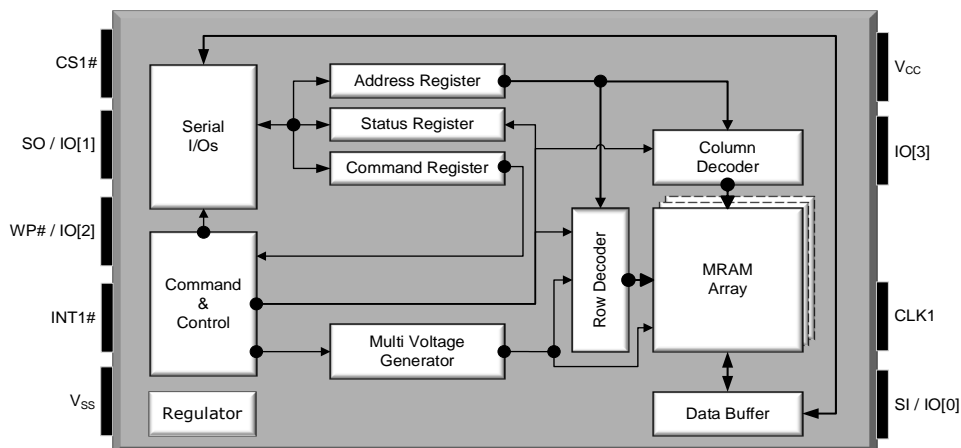 CS1#
SO / IO[1]
WP# / IO[2]
INT1#
VSS
Serial
I/Os
Command
&
Control
Regulator
Address Register
Status Register
Command Register
Multi Voltage
Generator
Row Decoder
Column
Decoder
MRAM
Array
Data Buffer
VCC
IO[3]
CLK1
SI / IO[0]